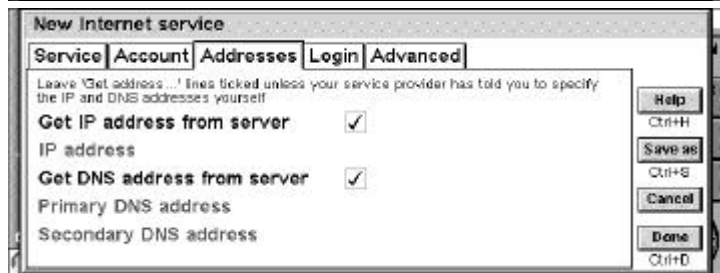 New Internet service
Service Account Addresses Login Advanced
Leave 'Get address...' lines ticked unless your service provider has told you to specify
the IP and DNS addresses yourself
Get IP address from server ✓
IP address
Get DNS address from server ✓
Primary DNS address
Secondary DNS address
Help
Ctrl+H
Save as
Ctrl+S
Cancel
Done
Ctrl+D